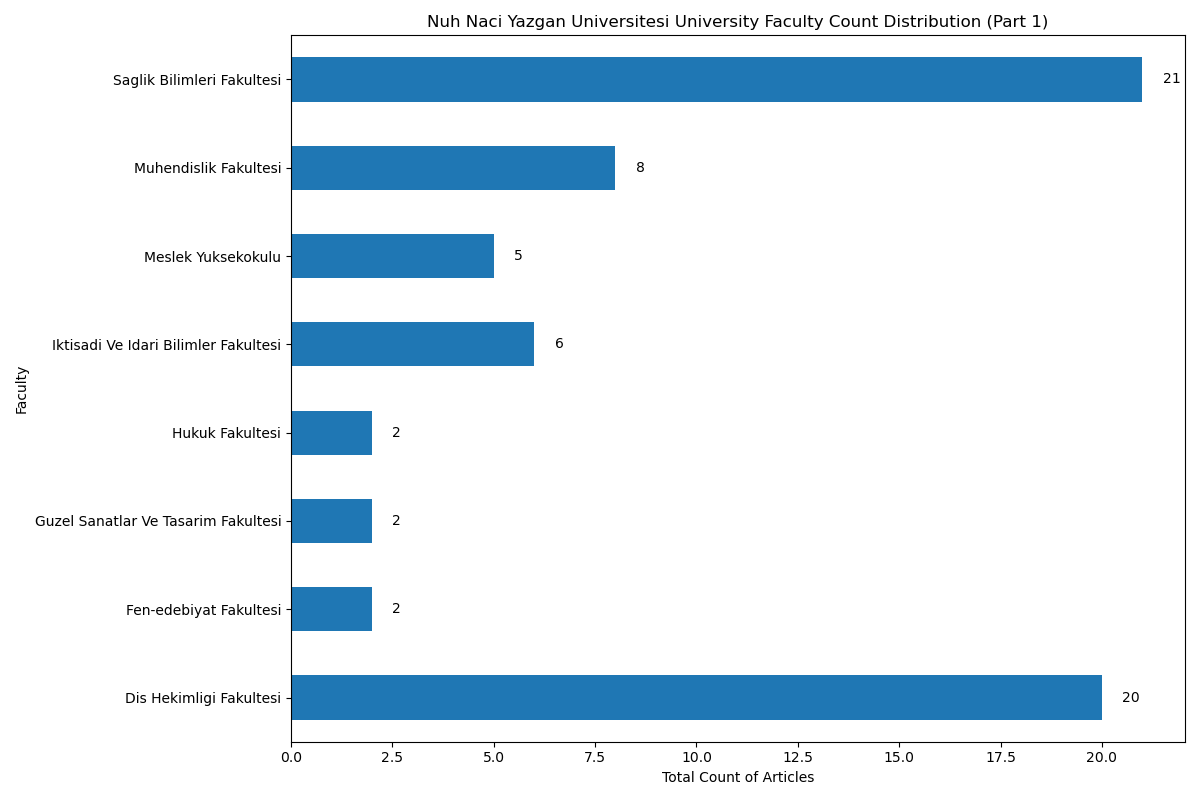 Nuh Naci Yazgan Universitesi University Faculty Count Distribution (Part 1)
Saglik Bilimleri Fakultesi 21
Muhendislik Fakultesi 8
Meslek Yuksekokulu 5
Iktisadi Ve Idari Bilimler Fakultesi 6
Hukuk Fakultesi 2
Guzel Sanatlar Ve Tasarim Fakultesi 2
Fen-edebiyat Fakultesi 2
Dis Hekimligi Fakultesi 20
Faculty
0.0 2.5 5.0 7.5 10.0 12.5 15.0 17.5 20.0
Total Count of Articles